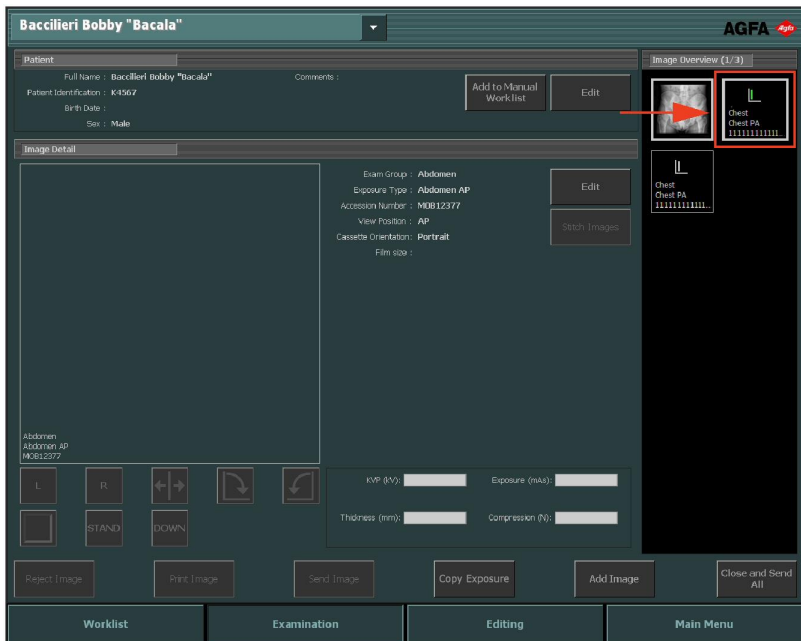 Baccilieri Bobby "Bacala"
AGFA
Agfa
Patient
Full Name : Baccilieri Bobby "Bacala"
Comments :
Patient Identification : K4567
Birth Date :
Sex : Male
Add to Manual
Worklist
Edit
Image Overview (1/3)
Chest
Chest PA
111111111111..
Chest
Chest PA
111111111111..
Image Detail
Exam Group : Abdomen
Exposure Type : Abdomen AP
Accession Number : MOB12377
View Position : AP
Cassette Orientation: Portrait
Film size :
Edit
Stitch Images
Abdomen
Abdomen AP
MOB12377
L
R
STAND
DOWN
KVP (kV):
Exposure (mAs):
Thickness (mm):
Compression (N):
Reject Image
Print Image
Send Image
Copy Exposure
Add Image
Close and Send
All
Worklist
Examination
Editing
Main Menu